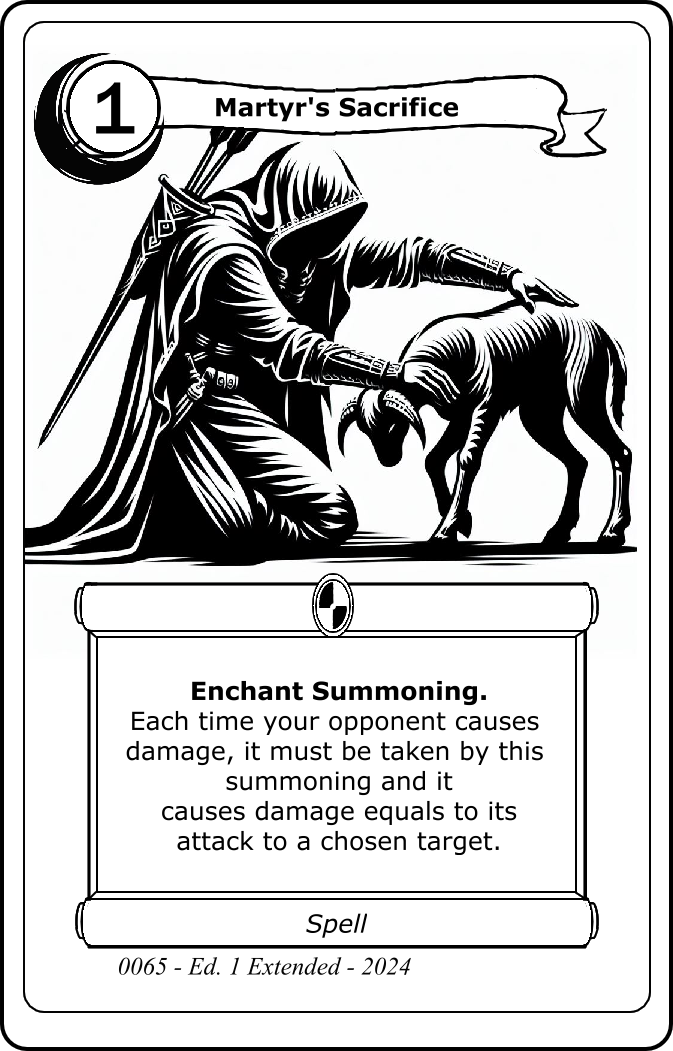 1
Martyr's Sacrifice
Enchant Summoning.
Each time your opponent causes
damage, it must be taken by this
summoning and it
causes damage equals to its
attack to a chosen target.
Spell
0065 - Ed. 1 Extended - 2024